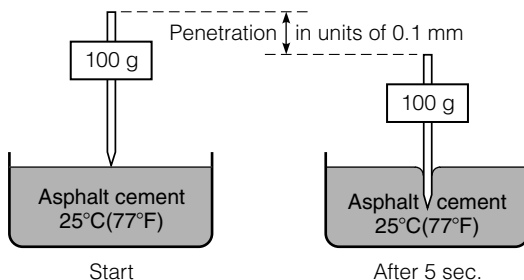 Penetration in units of 0.1 mm
100 g
100 g
Asphalt cement
25°C(77°F)
Asphalt cement
25°C(77°F)
Start
After 5 sec.